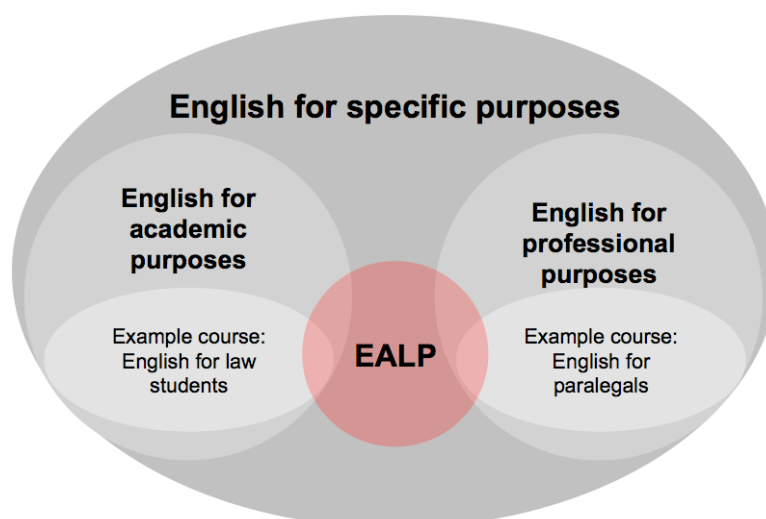 English for specific purposes
English for
academic
purposes
English for
professional
purposes
Example course:
English for law
students
EALP
Example course:
English for
paralegals